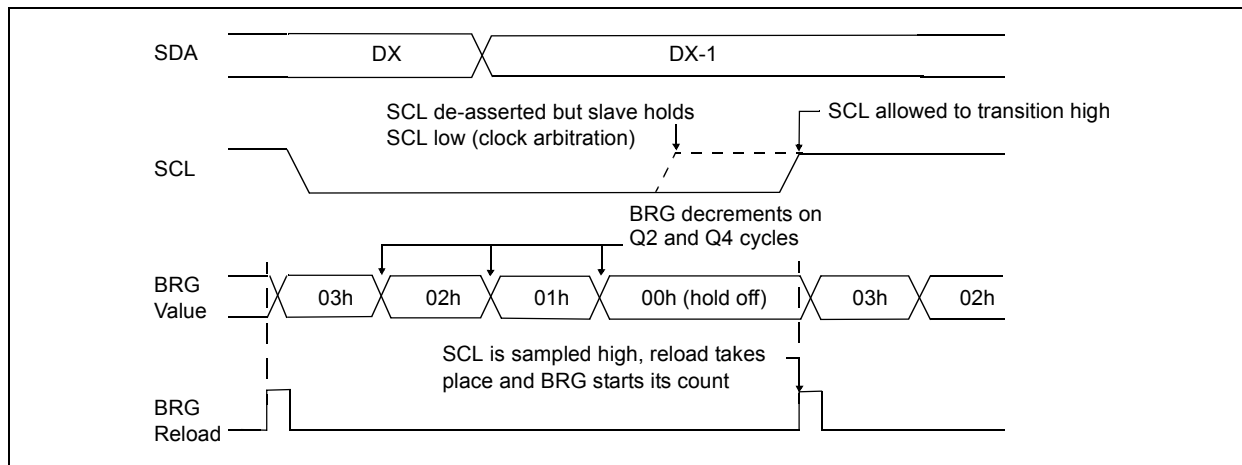 SDA
DX
DX-1
SCL de-asserted but slave holds
SCL low (clock arbitration)
SCL allowed to transition high
SCL
BRG decrements on
Q2 and Q4 cycles
BRG
Value
03h
02h
01h
00h (hold off)
03h
02h
SCL is sampled high, reload takes
place and BRG starts its count
BRG
Reload